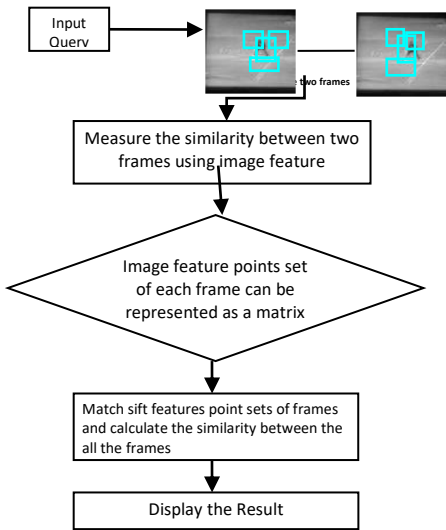 Input
Query
two frames
Measure the similarity between two
frames using image feature
Image feature points set
of each frame can be
represented as a matrix
Match sift features point sets of frames
and calculate the similarity between the
all the frames
Display the Result